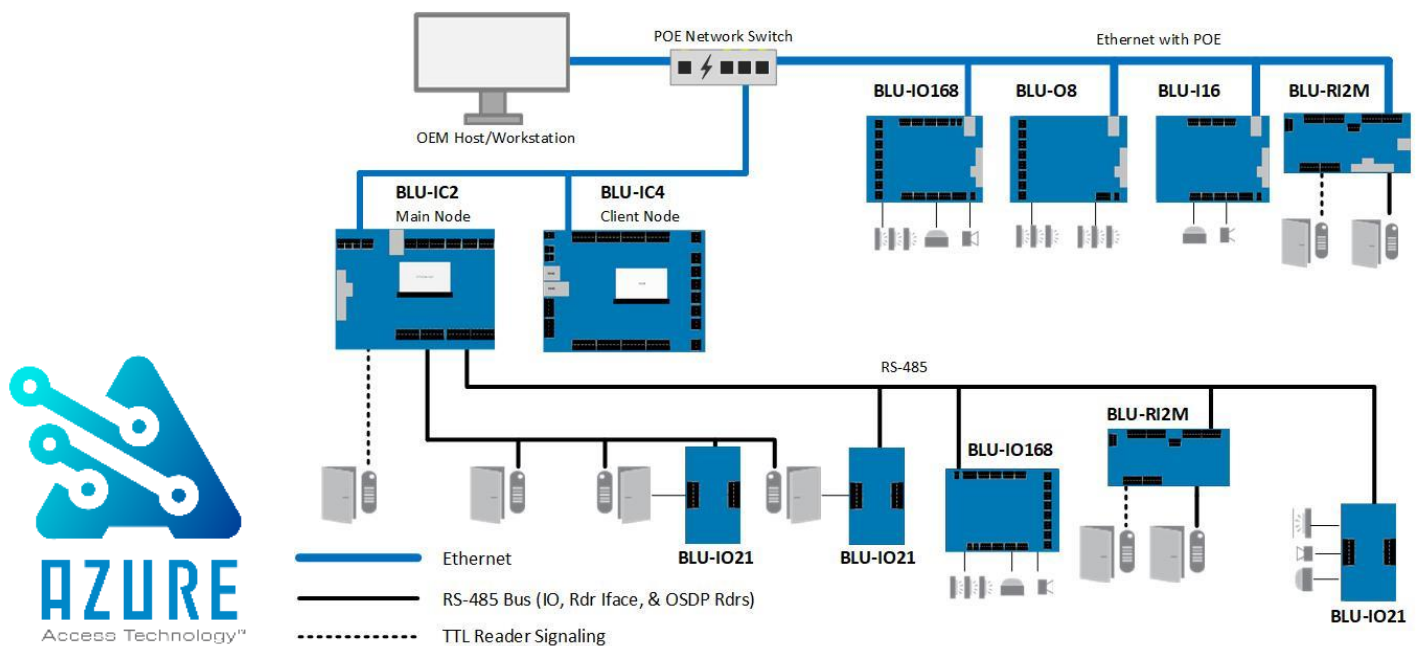 POE Network Switch
Ethernet with POE
OEM Host/Workstation
BLU-IO168
BLU-O8
BLU-I16
BLU-RI2M
BLU-IC2
Main Node
BLU-IC4
Client Node
RS-485
BLU-RI2M
BLU-IO168
BLU-IO21
BLU-IO21
BLU-IO21
Ethernet
RS-485 Bus (IO, Rdr Iface, & OSDP Rdrs)
TTL Reader Signaling
AZURE
Access Technology™